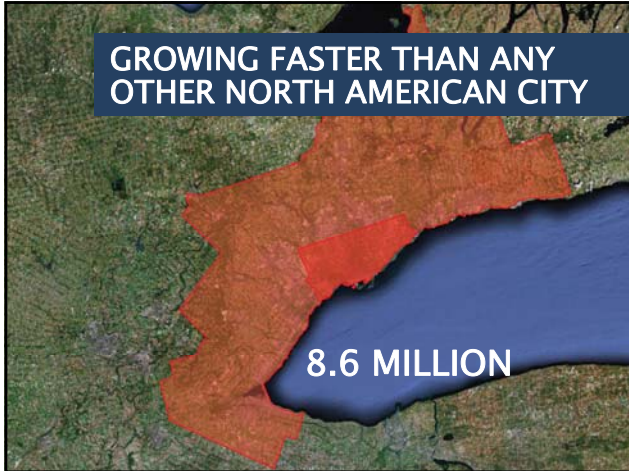 GROWING FASTER THAN ANY
OTHER NORTH AMERICAN CITY
8.6 MILLION